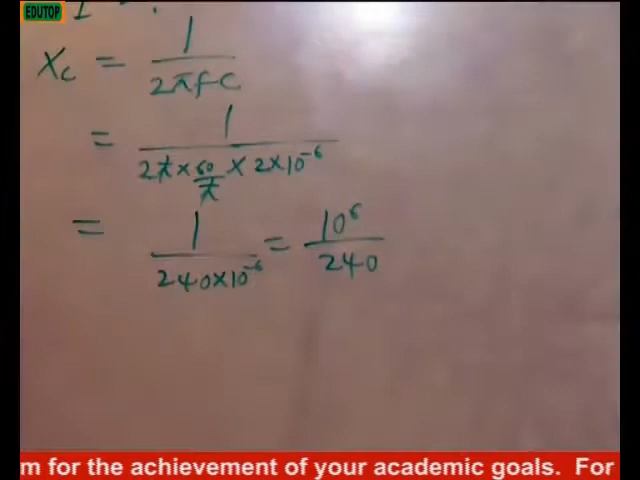 EDUTOP
Xc = 1 / 2πfC
= 1 / 2π × 60/π × 2 × 10⁻⁶
= 1 / 240×10⁻⁶ = 10⁶ / 240
m for the achievement of your academic goals. For